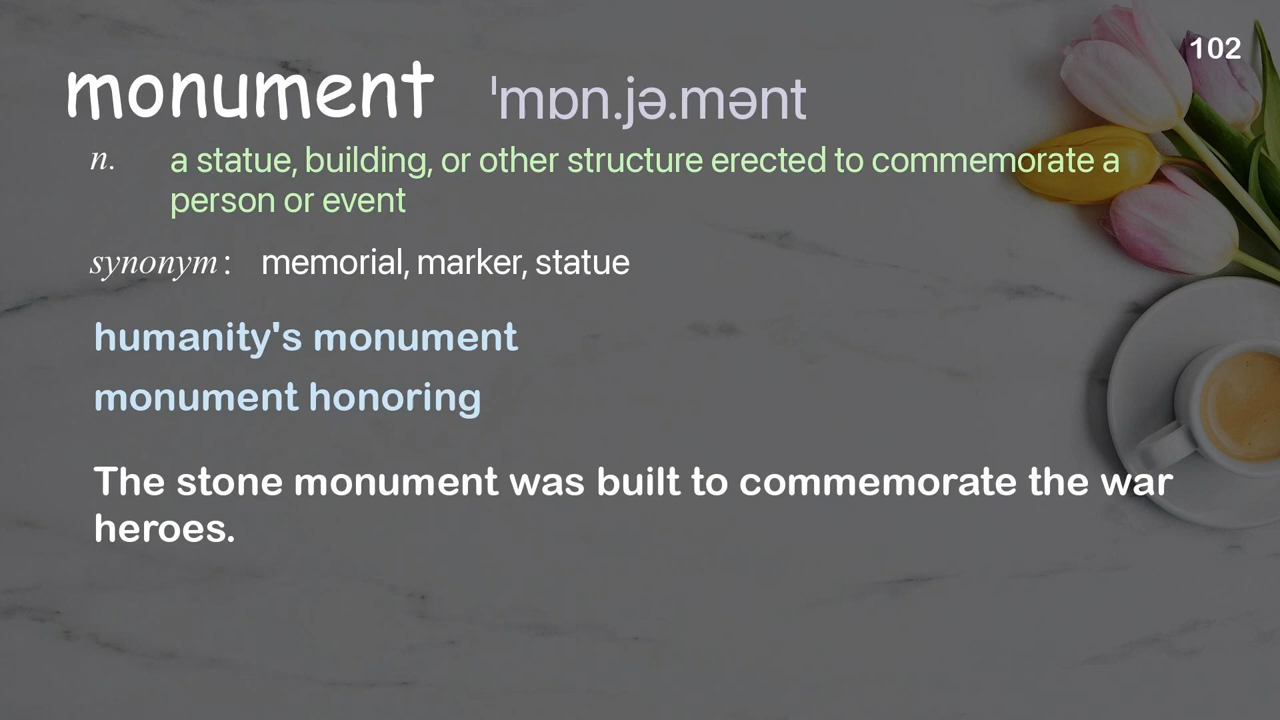 102
monument ˈmɒn.jə.mənt
n. a statue, building, or other structure erected to commemorate a
person or event
synonym: memorial, marker, statue
humanity's monument
monument honoring
The stone monument was built to commemorate the war
heroes.